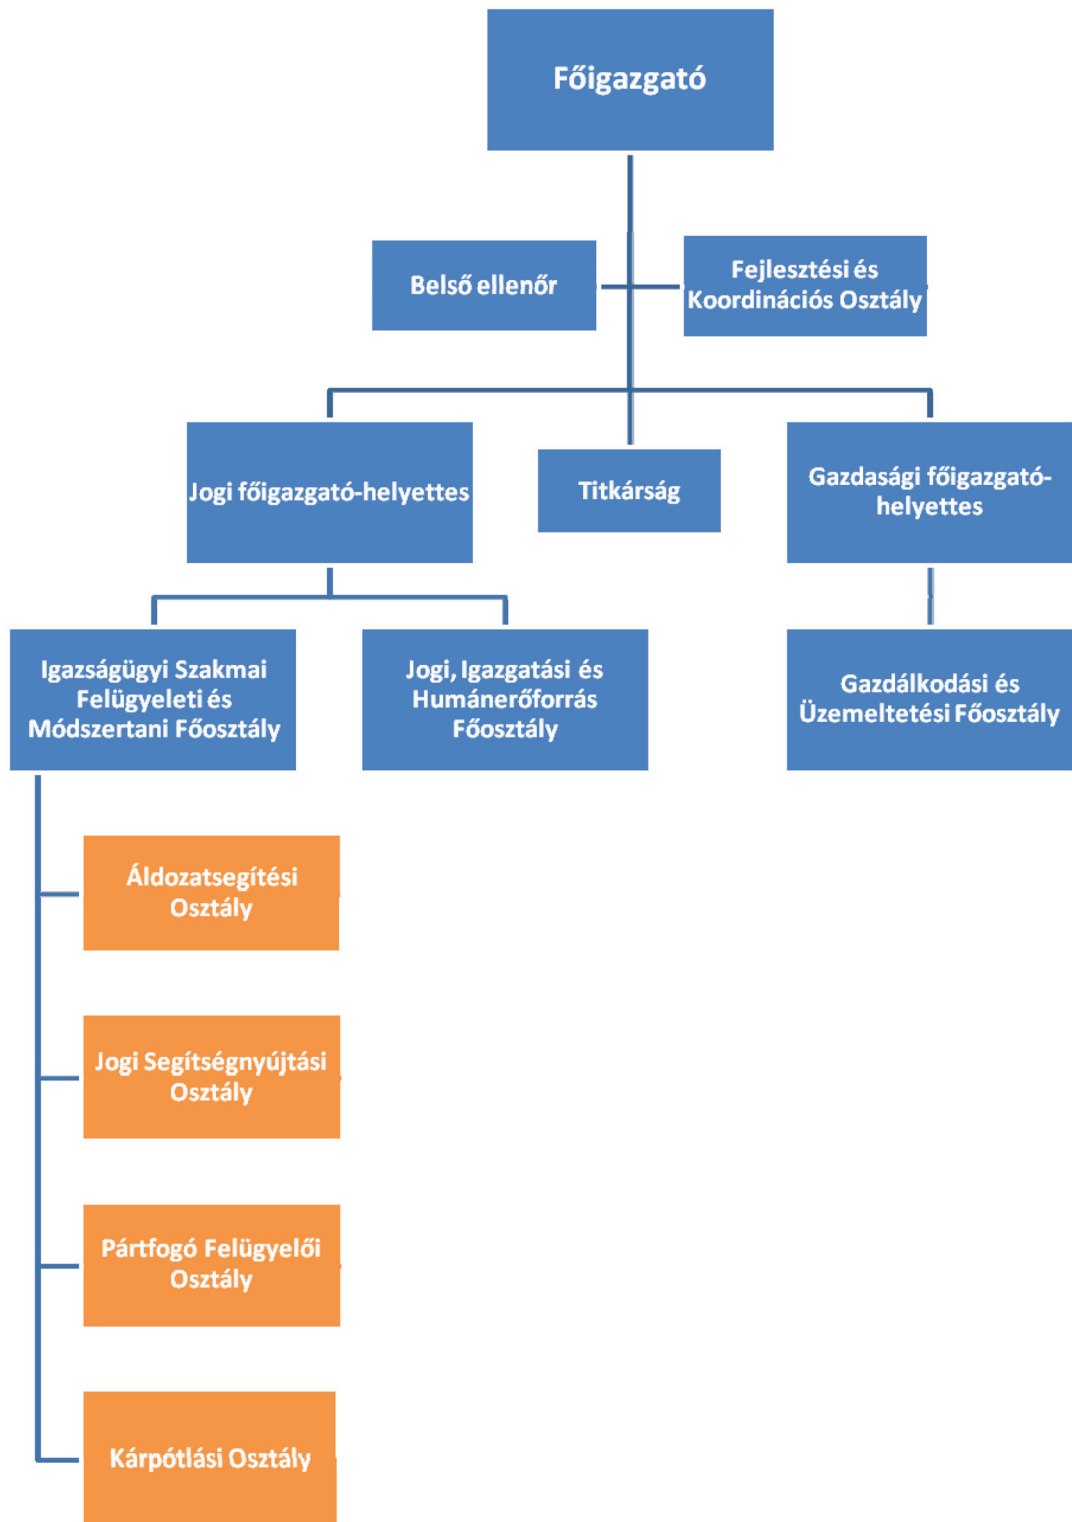 Főigazgató
Belső ellenőr
Fejlesztési és
Koordinációs Osztály
Jogi főigazgató-helyettes
Titkárság
Gazdasági főigazgató-
helyettes
Igazságügyi Szakmai
Felügyeleti és
Módszertani Főosztály
Jogi, Igazgatási és
Humánerőforrás
Főosztály
Gazdálkodási és
Üzemeltetési Főosztály
Áldozatsegítési
Osztály
Jogi Segítségnyújtási
Osztály
Pártfogó Felügyelői
Osztály
Kárpótlási Osztály